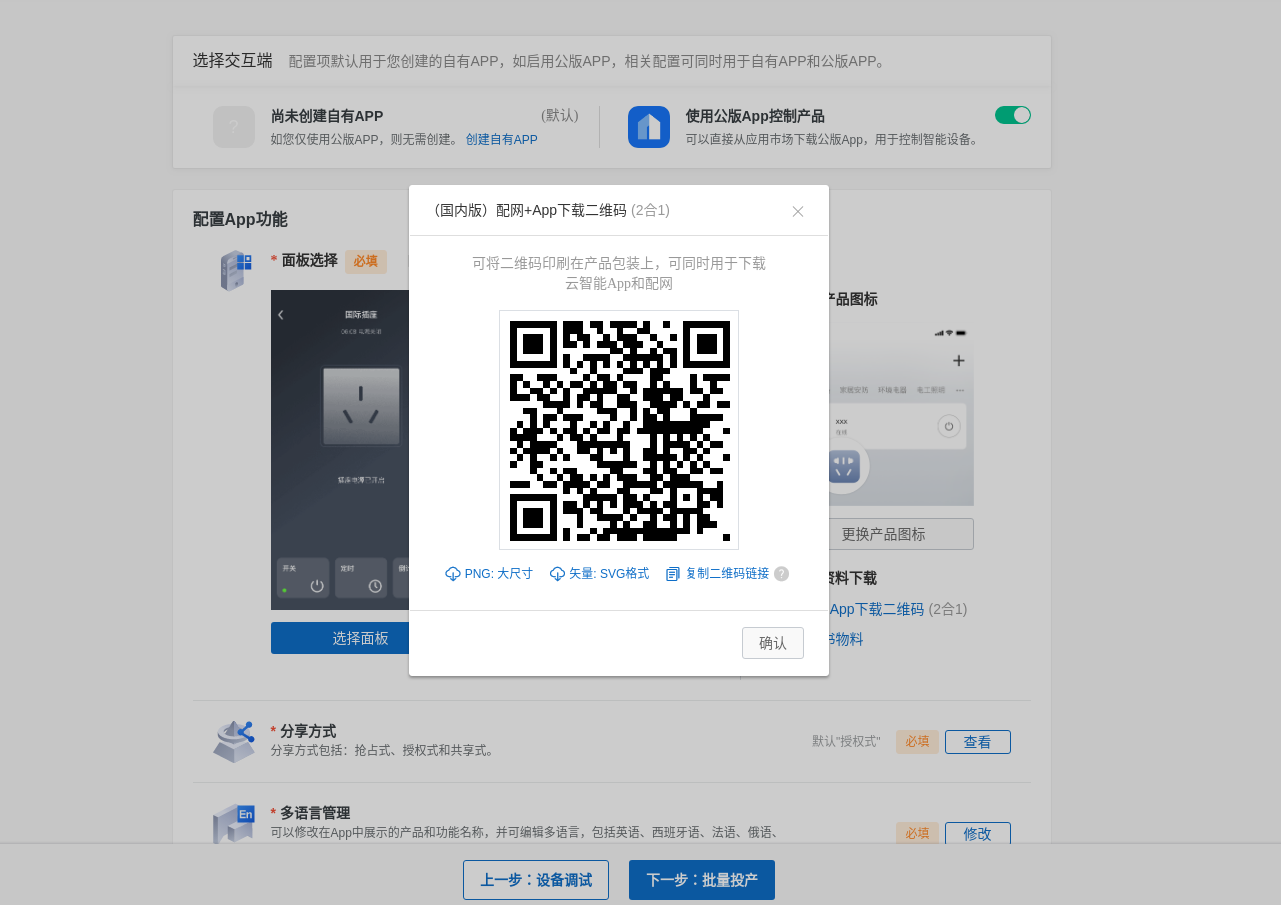 选择交互端 配置项默认用于您创建的自有APP，如启用公版APP，相关配置可同时用于自有APP和公版APP。
?
尚未创建自有APP (默认)
如您仅使用公版APP，则无需创建。 创建自有APP
使用公版App控制产品
可以直接从应用市场下载公版App，用于控制智能设备。
配置App功能
* 面板选择 必填
国际插座
插座电源已开启
开关
定时
选择面板
（国内版）配网+App下载二维码 (2合1)
可将二维码印刷在产品包装上，可同时用于下载
云智能App和配网
PNG: 大尺寸 矢量: SVG格式 复制二维码链接 ?
确认
产品图标
xxx
更换产品图标
资料下载
App下载二维码 (2合1)
书物料
* 分享方式
分享方式包括：抢占式、授权式和共享式。
默认"授权式" 必填 查看
En
* 多语言管理
可以修改在App中展示的产品和功能名称，并可编辑多语言，包括英语、西班牙语、法语、俄语、
必填 修改
上一步：设备调试 下一步：批量投产